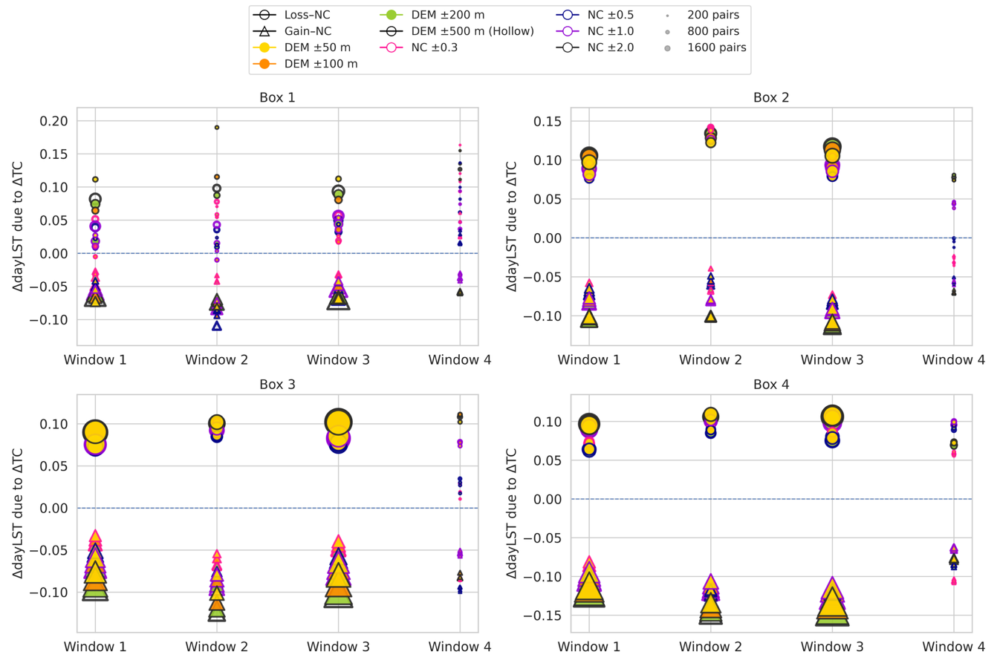 Loss–NC
Gain–NC
DEM ±50 m
DEM ±100 m
DEM ±200 m
DEM ±500 m (Hollow)
NC ±0.3
NC ±0.5
NC ±1.0
NC ±2.0
200 pairs
800 pairs
1600 pairs
Box 1
ΔdayLST due to ΔTC
0.20
0.15
0.10
0.05
0.00
−0.05
−0.10
Window 1 Window 2 Window 3 Window 4
Box 2
ΔdayLST due to ΔTC
0.15
0.10
0.05
0.00
−0.05
−0.10
Window 1 Window 2 Window 3 Window 4
Box 3
ΔdayLST due to ΔTC
0.10
0.05
0.00
−0.05
−0.10
Window 1 Window 2 Window 3 Window 4
Box 4
ΔdayLST due to ΔTC
0.10
0.05
0.00
−0.05
−0.10
−0.15
Window 1 Window 2 Window 3 Window 4